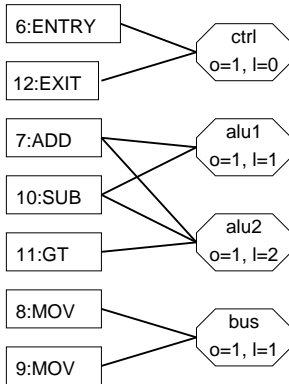 6:ENTRY
12:EXIT
7:ADD
10:SUB
11:GT
8:MOV
9:MOV
ctrl
o=1, l=0
alu1
o=1, l=1
alu2
o=1, l=2
bus
o=1, l=1